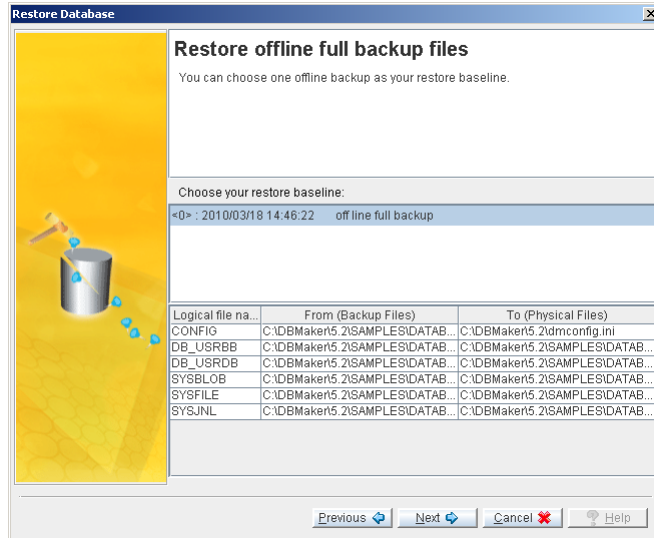 Restore Database
Restore offline full backup files
You can choose one offline backup as your restore baseline.
Choose your restore baseline:
<0> : 2010/03/18 14:46:22 off line full backup
Logical file na... From (Backup Files) To (Physical Files)
CONFIG C:\DBMaker\5.2\SAMPLES\DATAB... C:\DBMaker\5.2\dmconfig.ini
DB_USRBB C:\DBMaker\5.2\SAMPLES\DATAB... C:\DBMaker\5.2\SAMPLES\DATAB...
DB_USRDB C:\DBMaker\5.2\SAMPLES\DATAB... C:\DBMaker\5.2\SAMPLES\DATAB...
SYSBLOB C:\DBMaker\5.2\SAMPLES\DATAB... C:\DBMaker\5.2\SAMPLES\DATAB...
SYSFILE C:\DBMaker\5.2\SAMPLES\DATAB... C:\DBMaker\5.2\SAMPLES\DATAB...
SYSJNL C:\DBMaker\5.2\SAMPLES\DATAB... C:\DBMaker\5.2\SAMPLES\DATAB...
Previous Next Cancel Help